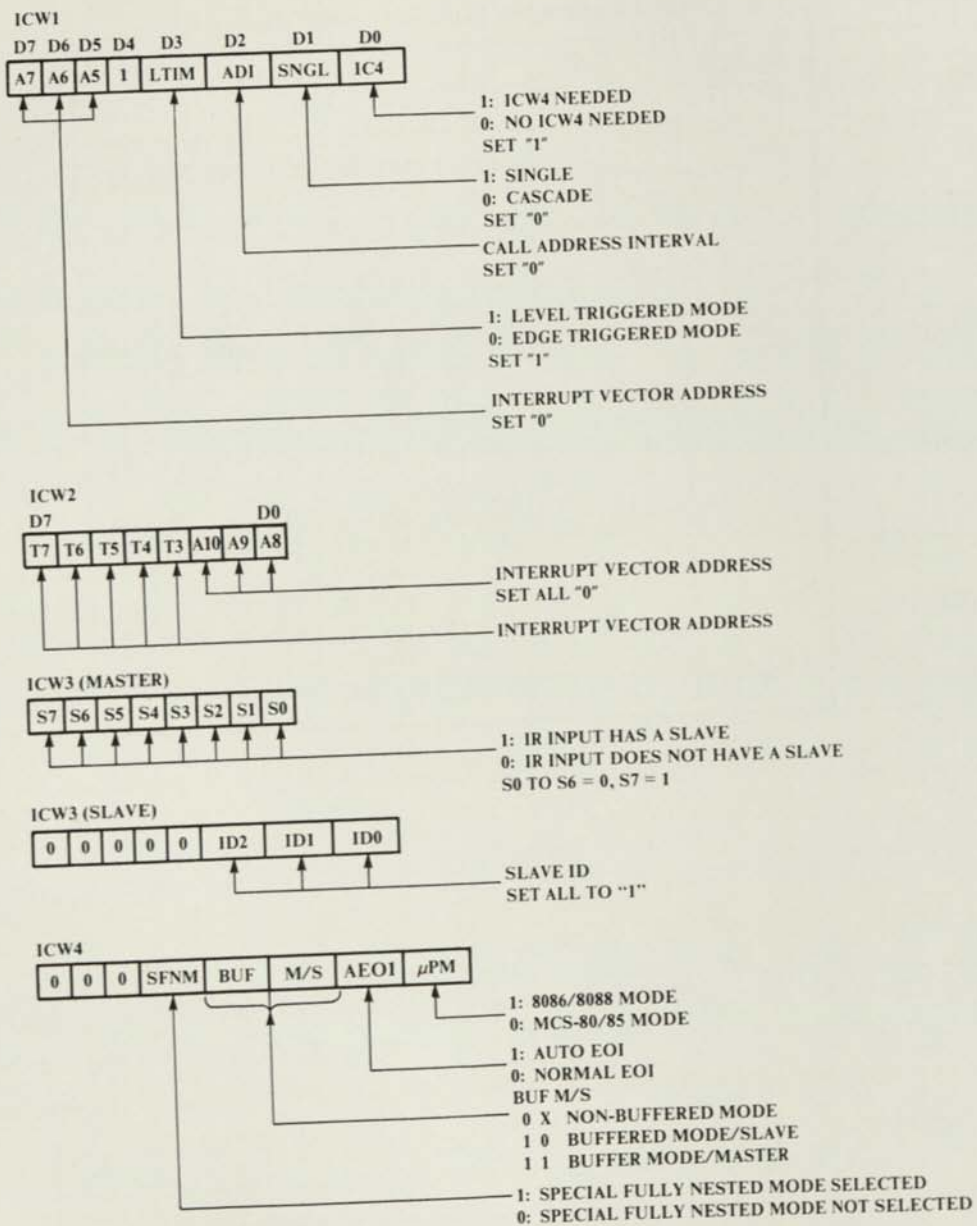 ICW1
D7 D6 D5 D4 D3 D2 D1 D0
A7 A6 A5 1 LTIM ADI SNGL IC4
1: ICW4 NEEDED
0: NO ICW4 NEEDED
SET "1"
1: SINGLE
0: CASCADE
SET "0"
CALL ADDRESS INTERVAL
SET "0"
1: LEVEL TRIGGERED MODE
0: EDGE TRIGGERED MODE
SET "1"
INTERRUPT VECTOR ADDRESS
SET "0"
ICW2
D7 D0
T7 T6 T5 T4 T3 A10 A9 A8
INTERRUPT VECTOR ADDRESS
SET ALL "0"
INTERRUPT VECTOR ADDRESS
ICW3 (MASTER)
S7 S6 S5 S4 S3 S2 S1 S0
1: IR INPUT HAS A SLAVE
0: IR INPUT DOES NOT HAVE A SLAVE
S0 TO S6 = 0, S7 = 1
ICW3 (SLAVE)
0 0 0 0 0 ID2 ID1 ID0
SLAVE ID
SET ALL TO “1”
ICW4
0 0 0 SFNM BUF M/S AEO1 μPM
1: 8086/8088 MODE
0: MCS-80/85 MODE
1: AUTO EOI
0: NORMAL EOI
BUF M/S
0 X NON-BUFFERED MODE
1 0 BUFFERED MODE/SLAVE
1 1 BUFFER MODE/MASTER
1: SPECIAL FULLY NESTED MODE SELECTED
0: SPECIAL FULLY NESTED MODE NOT SELECTED